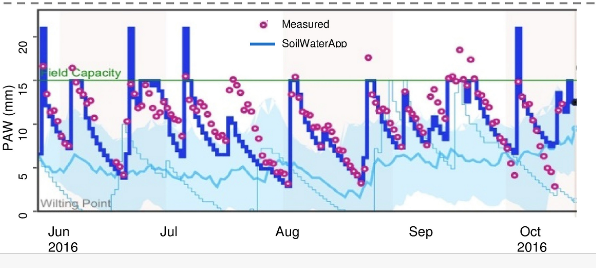 Measured
SoilWaterApp
Field Capacity
PAW (mm)
20
15
10
5
0
Wilting Point
Jun
2016
Jul
Aug
Sep
Oct
2016